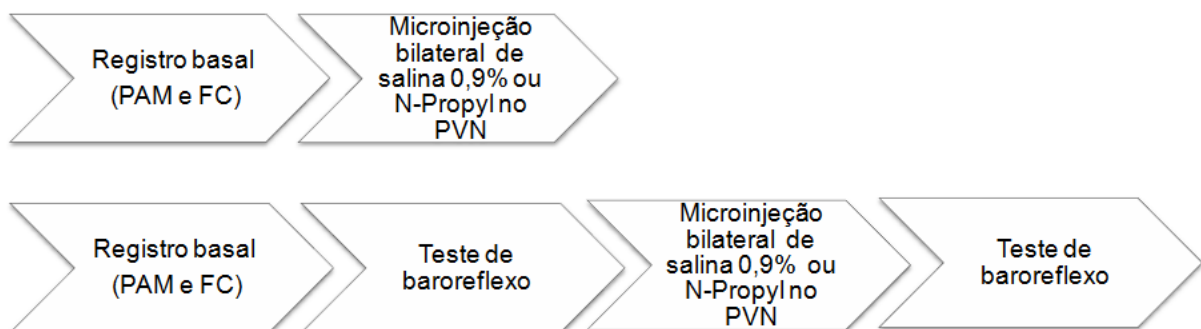 Registro basal
(PAM e FC)
Microinjeção
bilateral de
salina 0,9% ou
N-Propyl no
PVN
Registro basal
(PAM e FC)
Teste de
baroreflexo
Microinjeção
bilateral de
salina 0,9% ou
N-Propyl no
PVN
Teste de
baroreflexo